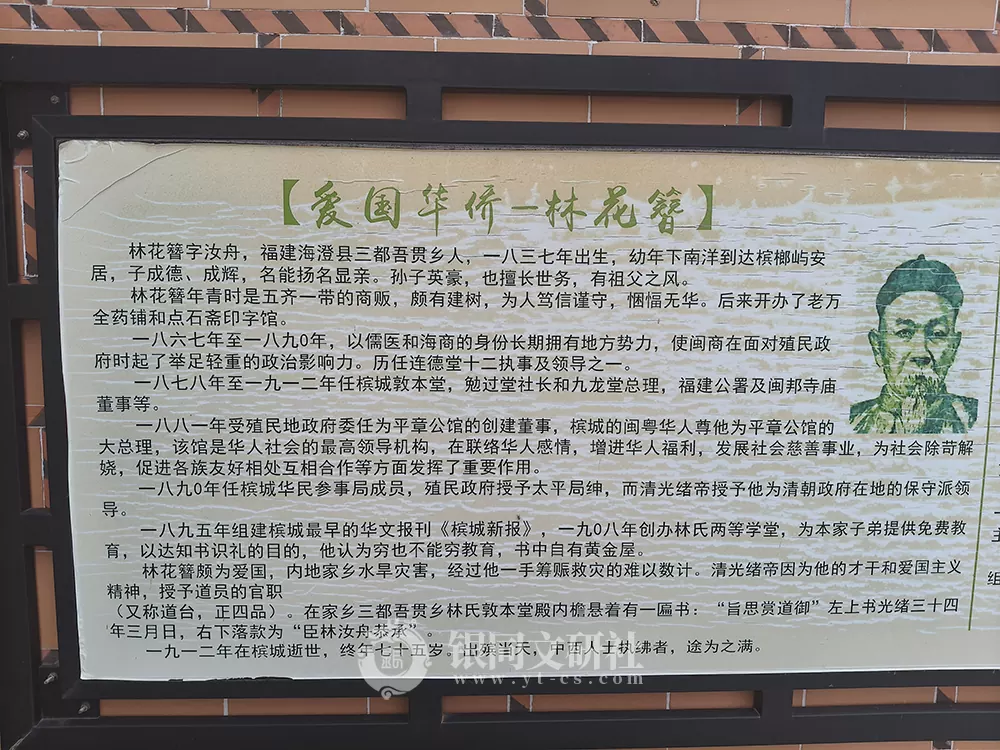 【爱国华侨-林花簪】
林花簪字汝舟，福建海澄县三都吾贯乡人，一八三七年出生，幼年下南洋到达槟榔屿安
居，子成德、成辉，名能扬名显亲。孙子英豪，也擅长世务，有祖父之风。
林花簪年青时是五齐一带的商贩，颇有建树，为人笃信谨守，悃愊无华。后来开办了老万
全药铺和点石斋印字馆。
一八六七年至一八九0年，以儒医和海商的身份长期拥有地方势力，使闽商在面对殖民政
府时起了举足轻重的政治影响力。历任连德堂十二执事及领导之一。
一八七八年至一九一二年任槟城敦本堂，勉过堂社长和九龙堂总理，福建公署及闽邦寺庙
董事等。
一八八一年受殖民地政府委任为平章公馆的创建董事，槟城的闽粤华人尊他为平章公馆的
大总理，该馆是华人社会的最高领导机构，在联络华人感情，增进华人福利，发展社会慈善事业，为社会除苛解
娆，促进各族友好相处互相合作等方面发挥了重要作用。
一八九0年任槟城华民参事局成员，殖民政府授予太平局绅，而清光绪帝授予他为清朝政府在地的保守派领
导。
一八九五年组建槟城最早的华文报刊《槟城新报》，一九0八年创办林氏两等学堂，为本家子弟提供免费教
育，以达知书识礼的目的，他认为穷也不能穷教育，书中自有黄金屋。
林花簪颇为爱国，内地家乡水旱灾害，经过他一手筹赈救灾的难以数计。清光绪帝因为他的才干和爱国主义
精神，授予道员的官职
（又称道台，正四品）。在家乡三都吾贯乡林氏敦本堂殿内檐悬着有一匾书：“旨思赏道御”左上书光绪三十四
年三月日，右下落款为“臣林汝舟恭承”。
一九一二年在槟城逝世，终年七十五岁。出殡当天，中西人士执绋者，途为之满。
银同文研社
www.yt-cs.com